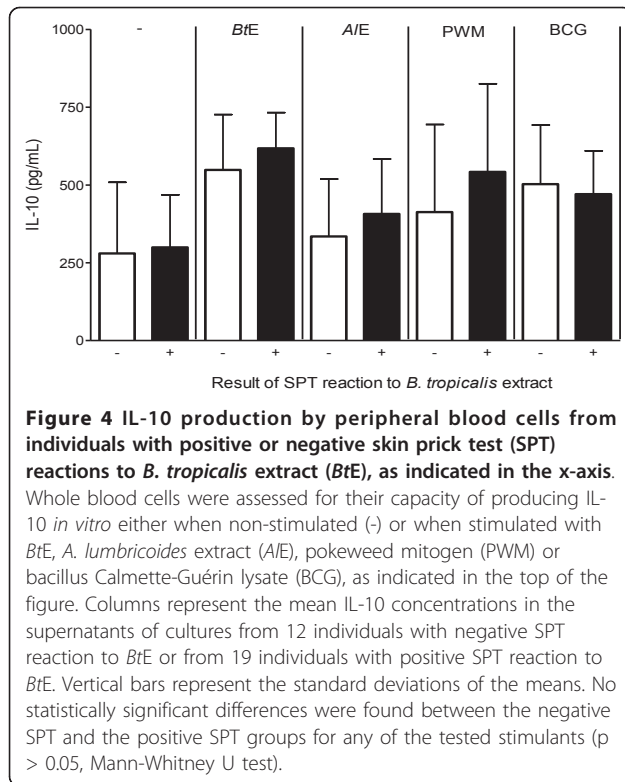 - BtE AlE PWM BCG
1000
750
500
250
0
IL-10 (pg/mL)
- + - + - + - + - +
Result of SPT reaction to B. tropicalis extract
Figure 4 IL-10 production by peripheral blood cells from
individuals with positive or negative skin prick test (SPT)
reactions to B. tropicalis extract (BtE), as indicated in the x-axis.
Whole blood cells were assessed for their capacity of producing IL-
10 in vitro either when non-stimulated (-) or when stimulated with
BtE, A. lumbricoides extract (AlE), pokeweed mitogen (PWM) or
bacillus Calmette-Guérin lysate (BCG), as indicated in the top of the
figure. Columns represent the mean IL-10 concentrations in the
supernatants of cultures from 12 individuals with negative SPT
reaction to BtE or from 19 individuals with positive SPT reaction to
BtE. Vertical bars represent the standard deviations of the means. No
statistically significant differences were found between the negative
SPT and the positive SPT groups for any of the tested stimulants (p
> 0.05, Mann-Whitney U test).